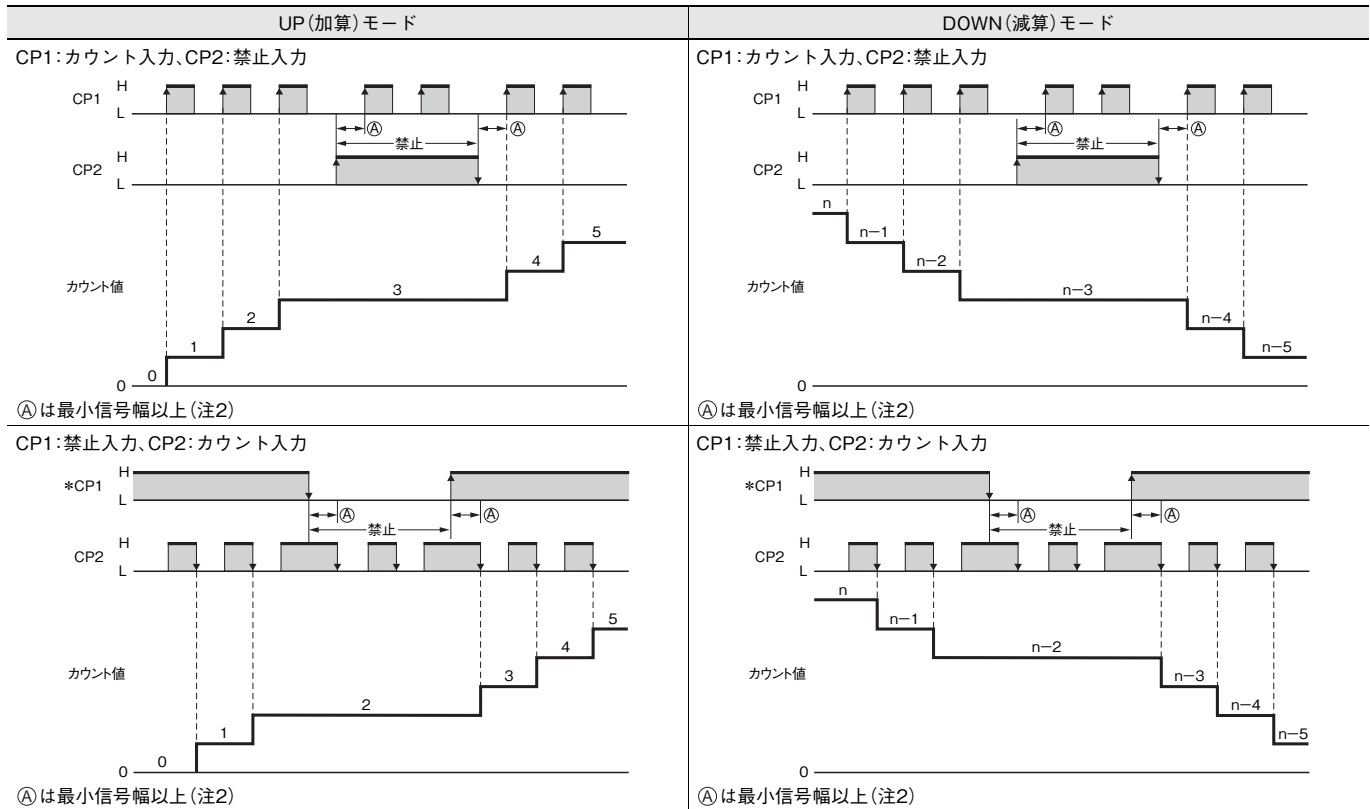 UP(加算)モード
DOWN(減算)モード
CP1:カウント入力、CP2:禁止入力
H
CP1
L
Ⓐ
Ⓐ
禁止
H
CP2
L
5
4
カウント値
3
2
1
0
0
Ⓐは最小信号幅以上(注2)
CP1:カウント入力、CP2:禁止入力
H
CP1
L
Ⓐ
Ⓐ
禁止
H
CP2
L
n
n−1
n−2
カウント値
n−3
n−4
n−5
0
Ⓐは最小信号幅以上(注2)
CP1:禁止入力、CP2:カウント入力
H
*CP1
L
Ⓐ
Ⓐ
禁止
H
CP2
L
5
4
カウント値
3
2
1
0
0
Ⓐは最小信号幅以上(注2)
CP1:禁止入力、CP2:カウント入力
H
*CP1
L
Ⓐ
Ⓐ
禁止
H
CP2
L
n
n−1
n−2
カウント値
n−3
n−4
n−5
0
Ⓐは最小信号幅以上(注2)